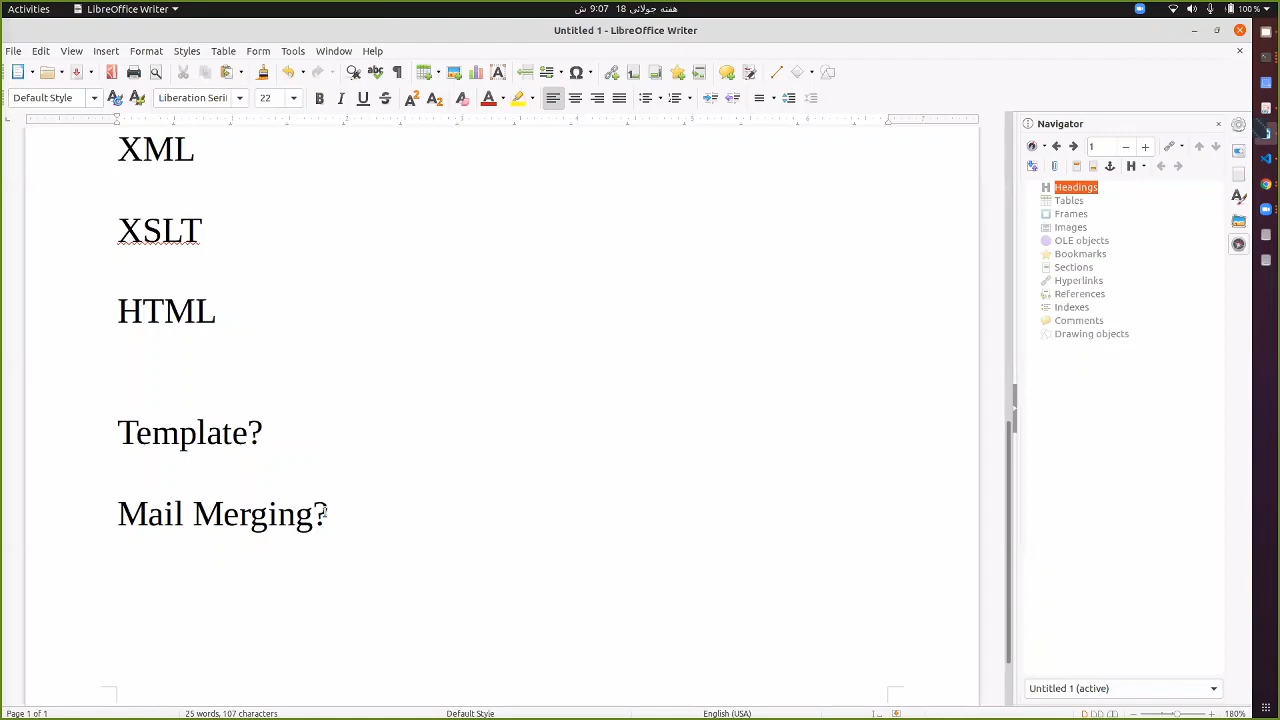 Activities
LibreOffice Writer
هفته جولائی 18 9:07 ش
100 %
Untitled 1 - LibreOffice Writer
File Edit View Insert Format Styles Table Form Tools Window Help
Default Style
Liberation Seri
22
XML
XSLT
HTML
Template?
Mail Merging?
Navigator
1
Headings
Tables
Frames
Images
OLE objects
Bookmarks
Sections
Hyperlinks
References
Indexes
Comments
Drawing objects
Untitled 1 (active)
Page 1 of 1
25 words, 107 characters
Default Style
English (USA)
180%